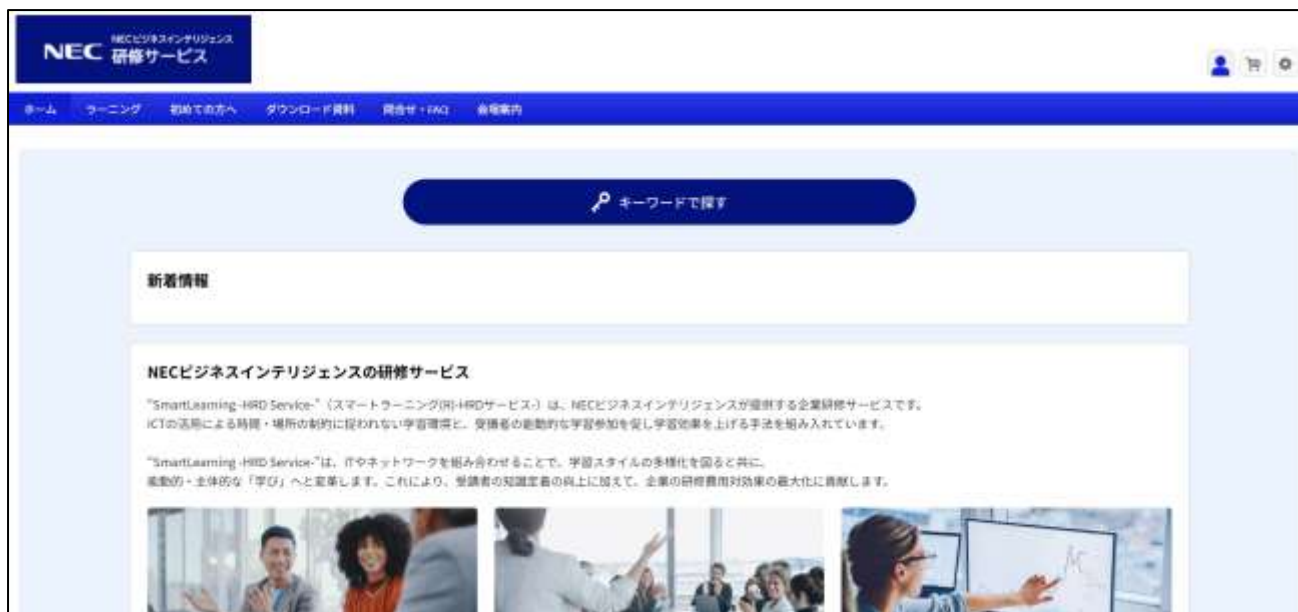 NECビジネスインテリジェンス
NEC 研修サービス
ホーム ラーニング 初めての方へ ダウンロード資料 問合せ・FAQ 会場案内
キーワードで探す
新着情報
NECビジネスインテリジェンスの研修サービス
"SmartLearning -HRD Service-"（スマートラーニング(R)-HRDサービス-）は、NECビジネスインテリジェンスが提供する企業研修サービスです。
ICTの活用による時間・場所の制約に捉われない学習環境と、受講者の能動的な学習参加を促し学習効果を上げる手法を組み入れています。
"SmartLearning -HRD Service-"は、ITやネットワークを組み合わせることで、学習スタイルの多様化を図ると共に、
能動的・主体的な「学び」へと変革します。これにより、受講者の知識定着の向上に加えて、企業の研修費用対効果の最大化に貢献します。